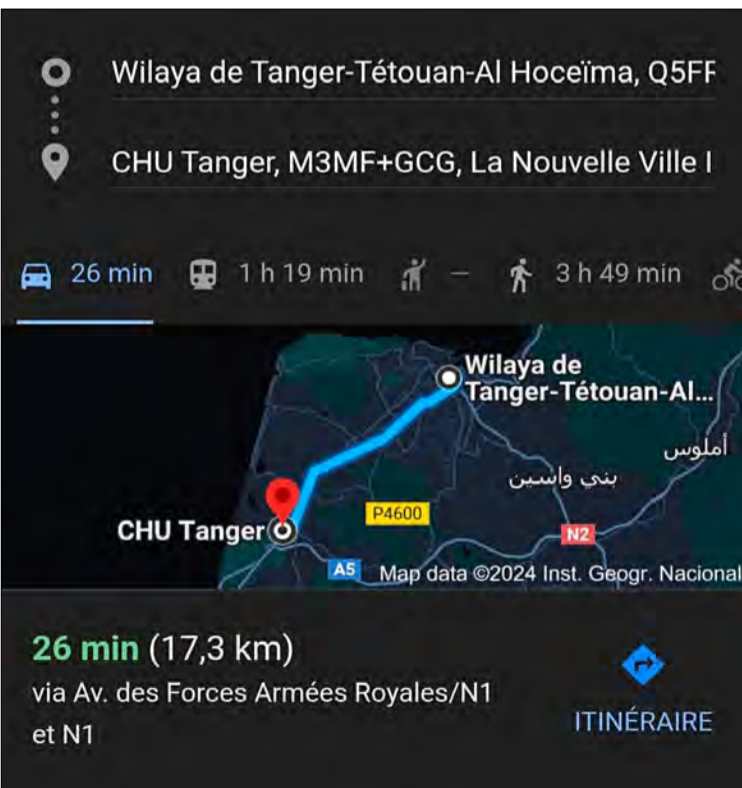 Wilaya de Tanger-Tétouan-Al Hoceïma, Q5FF
CHU Tanger, M3MF+GCG, La Nouvelle Ville I
26 min 1 h 19 min – 3 h 49 min
Wilaya de
Tanger-Tétouan-Al...
أملوس
بني واسين
P4600
CHU Tanger
N2
A5 Map data ©2024 Inst. Geogr. Nacional
26 min (17,3 km)
via Av. des Forces Armées Royales/N1
et N1
ITINÉRAIRE